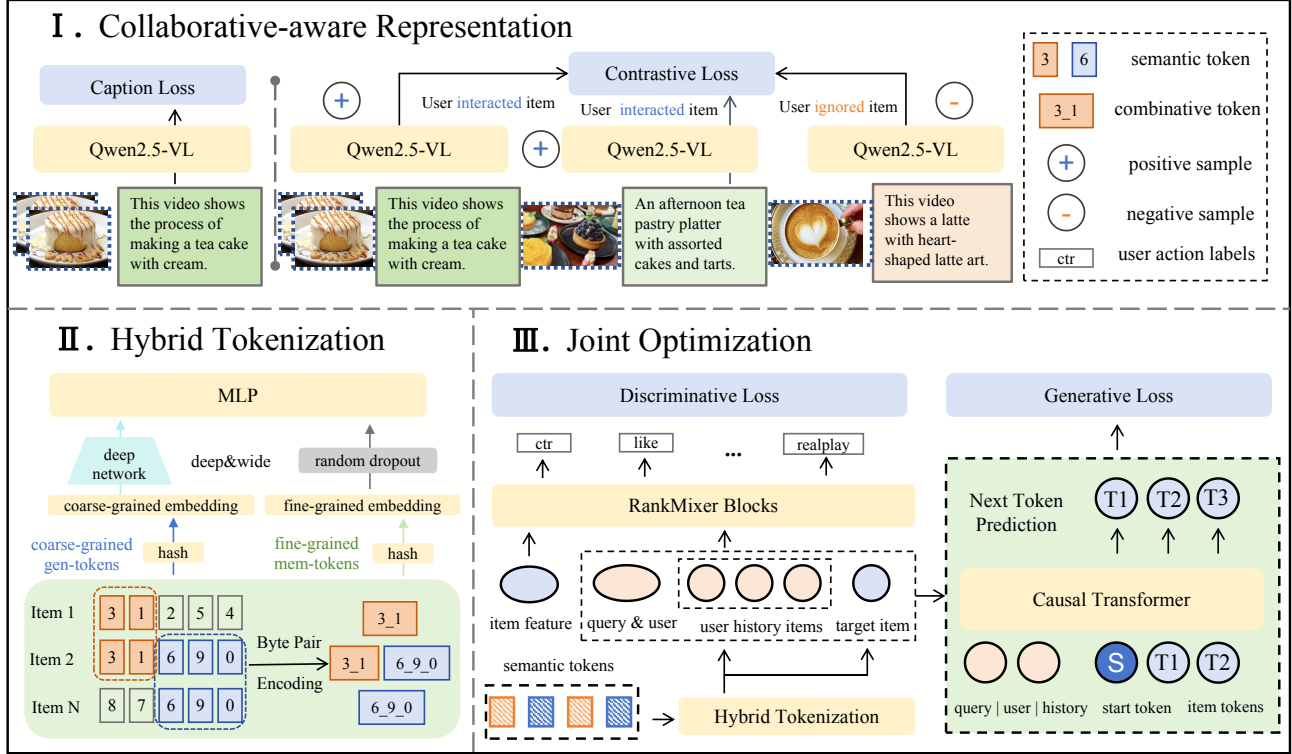 Ⅰ. Collaborative-aware Representation
Caption Loss
Qwen2.5-VL
This video shows
the process of
making a tea cake
with cream.
Contrastive Loss
+
User interacted item
User interacted item
User ignored item
-
Qwen2.5-VL
+
Qwen2.5-VL
Qwen2.5-VL
This video shows
the process of
making a tea cake
with cream.
An afternoon tea
pastry platter
with assorted
cakes and tarts.
This video
shows a latte
with heart-
shaped latte art.
3 6 semantic token
3_1 combinative token
+ positive sample
- negative sample
ctr user action labels
Ⅱ. Hybrid Tokenization
MLP
deep
network
deep&wide
random dropout
coarse-grained embedding
fine-grained embedding
coarse-grained
gen-tokens
hash
fine-grained
mem-tokens
hash
Item 1 3 1 2 5 4
Item 2 3 1 6 9 0
Item N 8 7 6 9 0
Byte Pair
Encoding
3_1
3_1 6_9_0
6_9_0
Ⅲ. Joint Optimization
Discriminative Loss
ctr like ... realplay
RankMixer Blocks
item feature
query & user
user history items
target item
semantic tokens
Hybrid Tokenization
Generative Loss
Next Token
Prediction
T1 T2 T3
Causal Transformer
S T1 T2
query | user | history
start token
item tokens